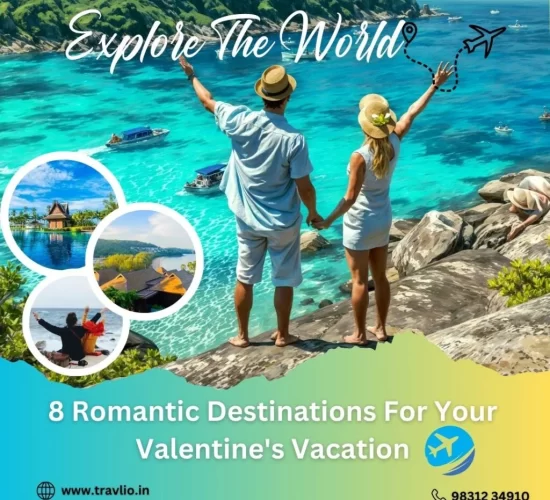 Explore The World
8 Romantic Destinations For Your
Valentine's Vacation
www.travlio.in
98312 34910